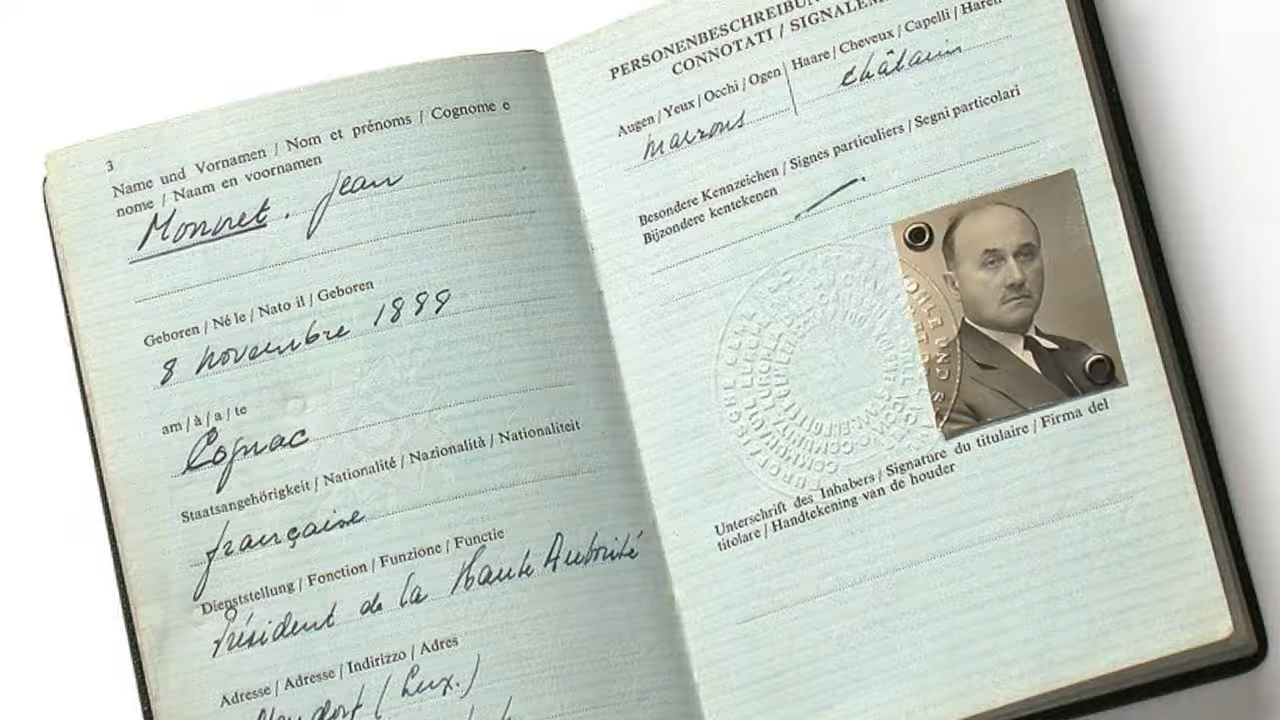 3
Name und Vornamen / Nom et prénoms / Cognome e
nome / Naam en voornamen
Monnet. Jean
Geboren / Né le / Nato il / Geboren
8 novembre 1888
am / à / a / te
Cognac
Staatsangehörigkeit / Nationalité / Nazionalità / Nationaliteit
française
Dienststellung / Fonction / Funzione / Functie
Président de la Haute Autorité
Adresse / Adresse / Indirizzo / Adres
(Lux.)
PERSONENBESCHREIBUN
CONNOTATI / SIGNALEM
Augen / Yeux / Occhi / Ogen
marrons
Haare / Cheveux / Capelli / Haren
châtain
Besondere Kennzeichen / Signes particuliers / Segni particolari
Bijzondere kentekenen
Unterschrift des Inhabers / Signature du titulaire / Firma del
titolare / Handtekening van de houder